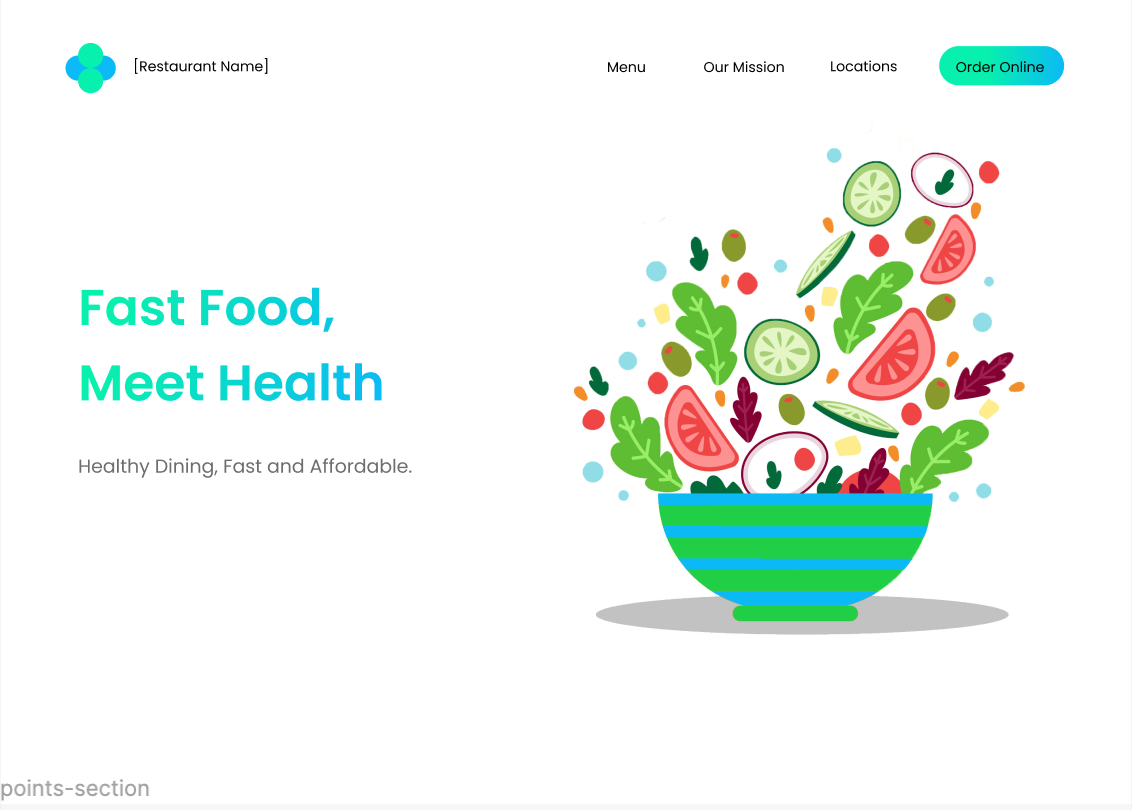 [Restaurant Name]
Menu
Our Mission
Locations
Order Online
Fast Food,
Meet Health
Healthy Dining, Fast and Affordable.
points-section